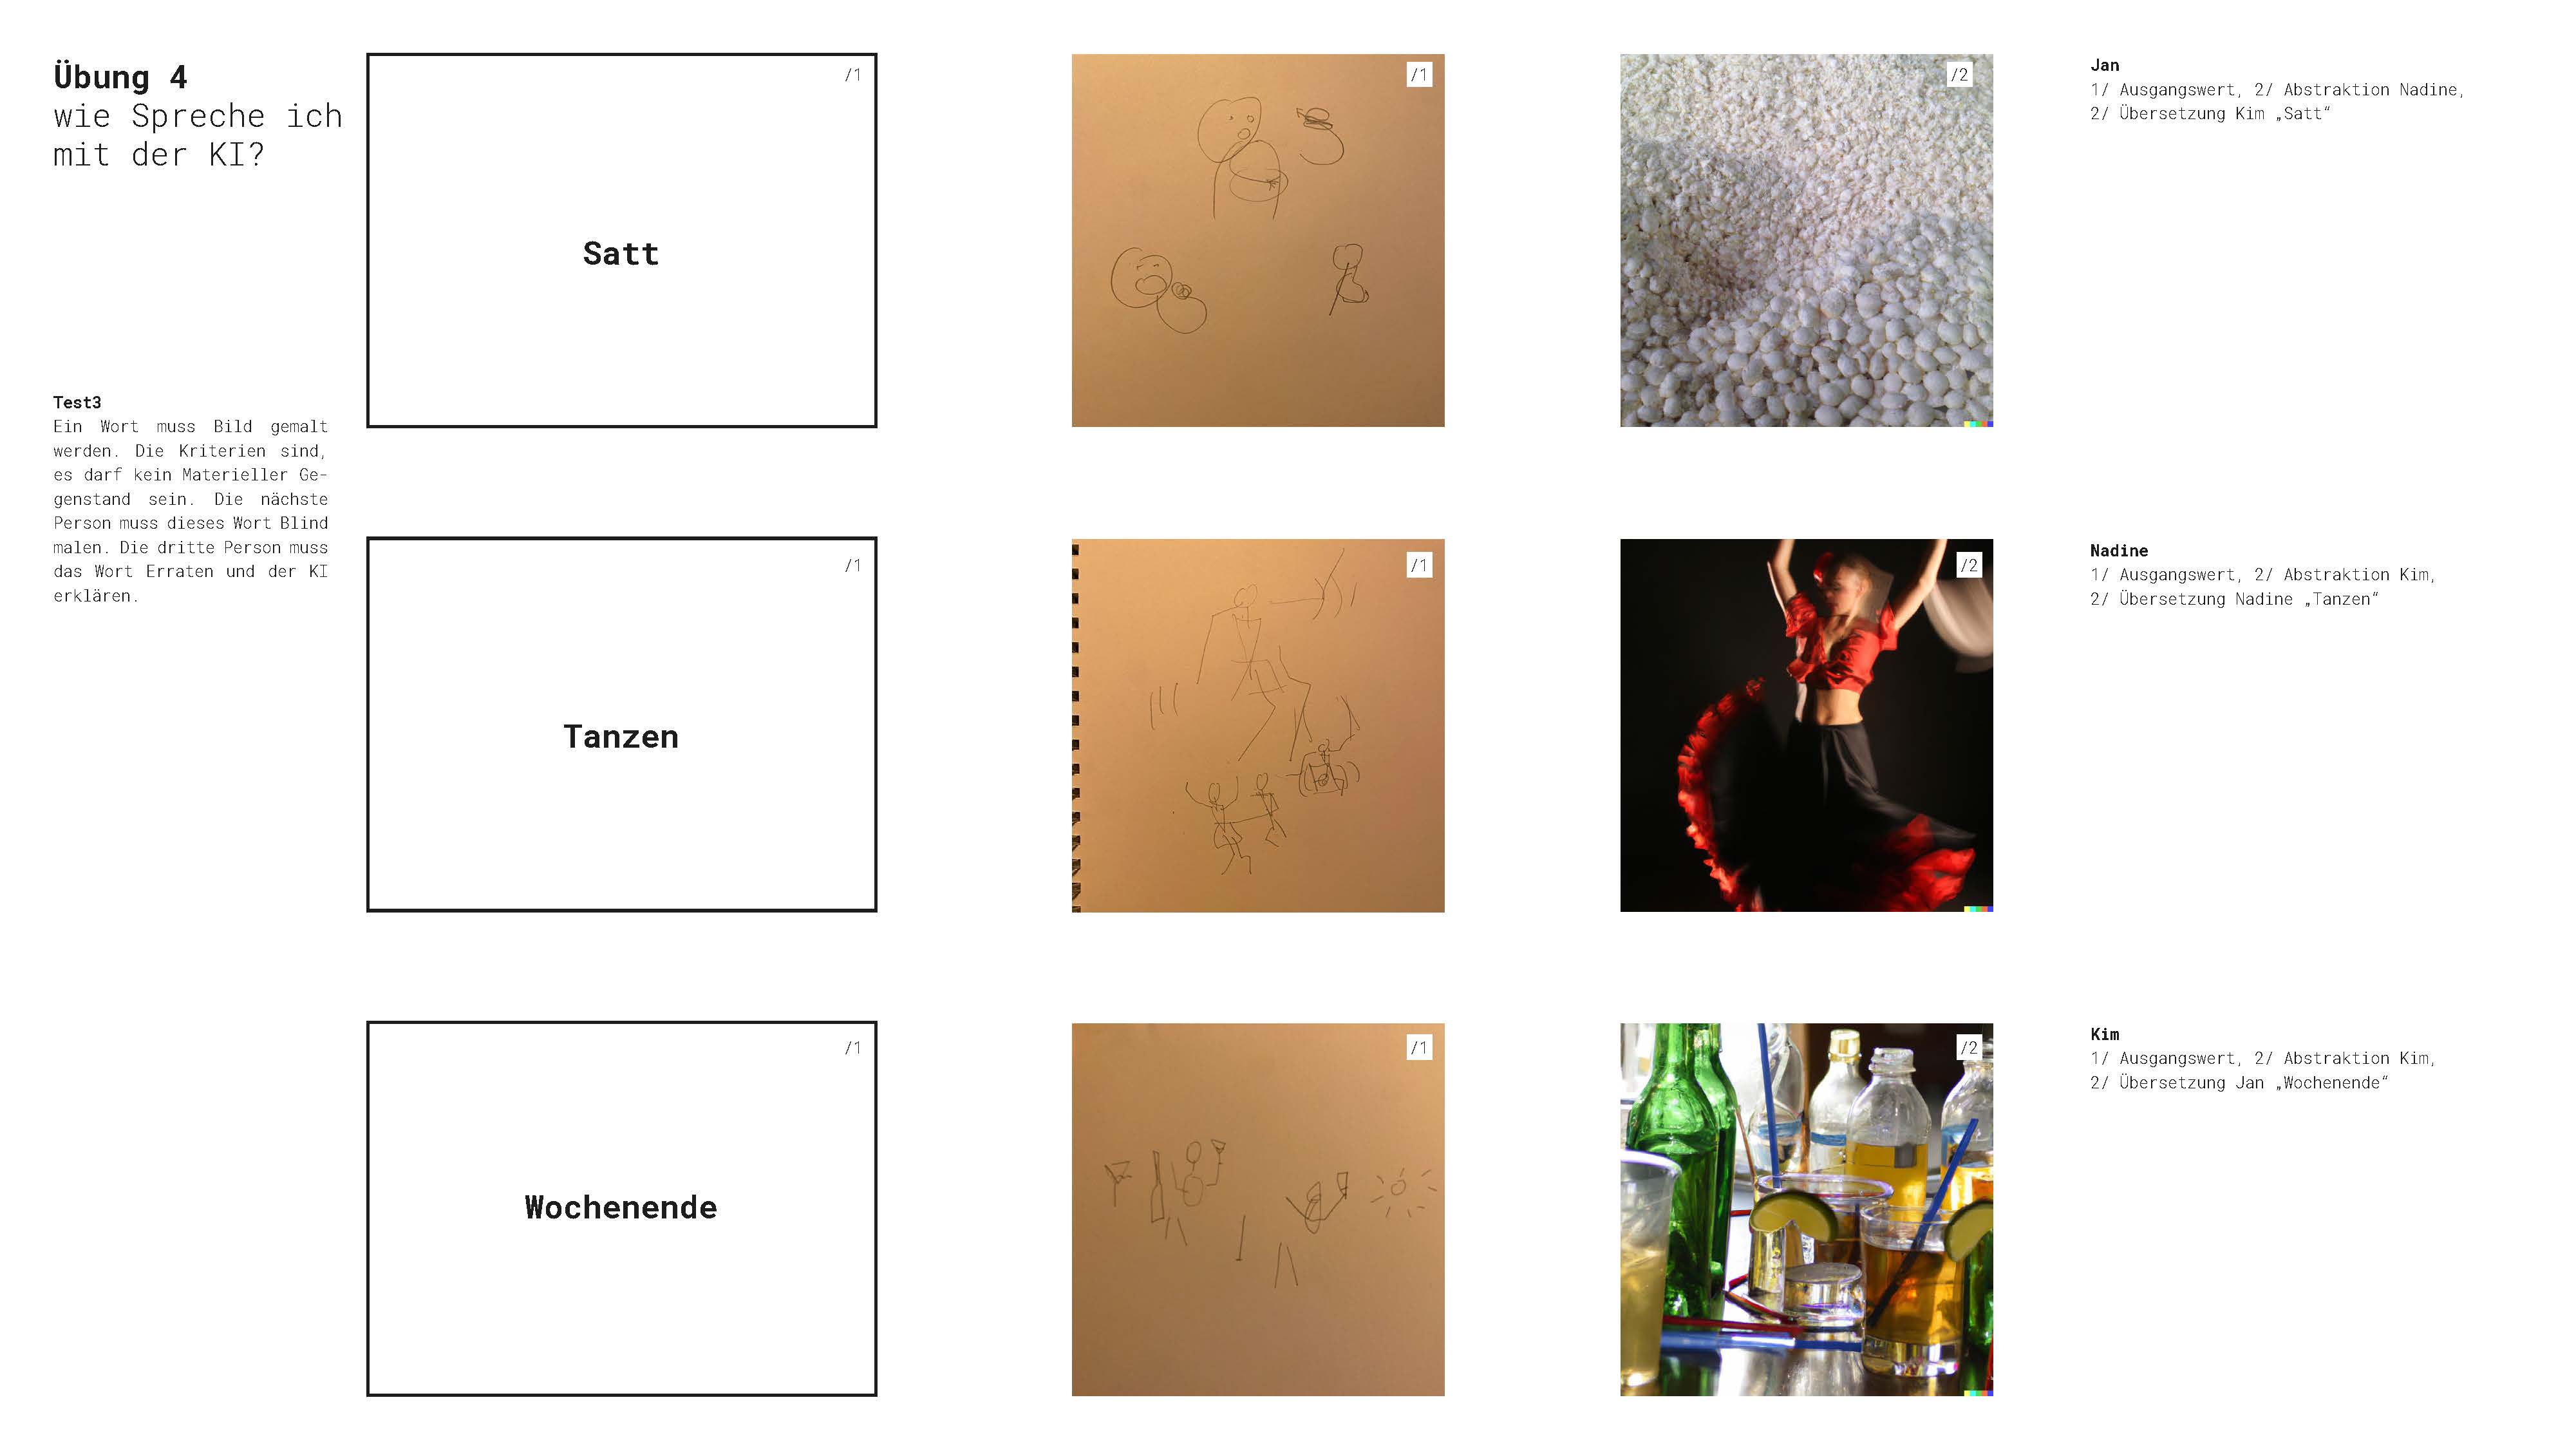 Übung 4
wie Spreche ich
mit der KI?
Test3
Ein Wort muss Bild gemalt
werden. Die Kriterien sind,
es darf kein Materieller Ge-
genstand sein. Die nächste
Person muss dieses Wort Blind
malen. Die dritte Person muss
das Wort Erraten und der KI
erklären.
/1
Satt
/1
/2
Jan
1/ Ausgangswert, 2/ Abstraktion Nadine,
2/ Übersetzung Kim „Satt“
/1
Tanzen
/1
/2
Nadine
1/ Ausgangswert, 2/ Abstraktion Kim,
2/ Übersetzung Nadine „Tanzen“
/1
Wochenende
/1
/2
Kim
1/ Ausgangswert, 2/ Abstraktion Kim,
2/ Übersetzung Jan „Wochenende“